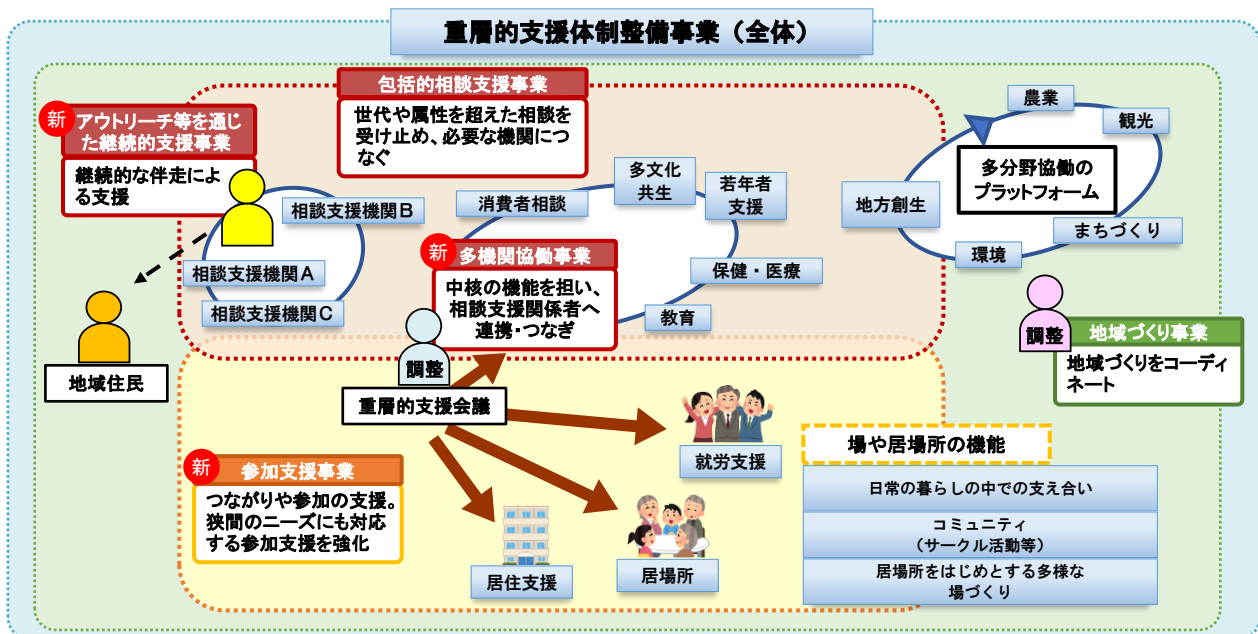 重層的支援体制整備事業（全体）
新
アウトリーチ等を通じ
た継続的支援事業
継続的な伴走によ
る支援
包括的相談支援事業
世代や属性を超えた相談を
受け止め、必要な機関につ
なぐ
相談支援機関B
相談支援機関A
相談支援機関C
地域住民
消費者相談
多文化
共生
若年者
支援
保健・医療
教育
新
多機関協働事業
中核の機能を担い、
相談支援関係者へ
連携・つなぎ
調整
重層的支援会議
農業
観光
多分野協働の
プラットフォーム
地方創生
まちづくり
環境
調整
地域づくり事業
地域づくりをコーディ
ネート
新
参加支援事業
つながりや参加の支援。
狭間のニーズにも対応
する参加支援を強化
就労支援
居住支援
居場所
場や居場所の機能
日常の暮らしの中での支え合い
コミュニティ
（サークル活動等）
居場所をはじめとする多様な
場づくり